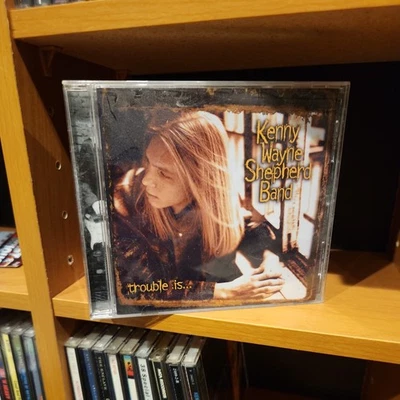 Kenny
Wayne
Shepherd
Band
trouble is...